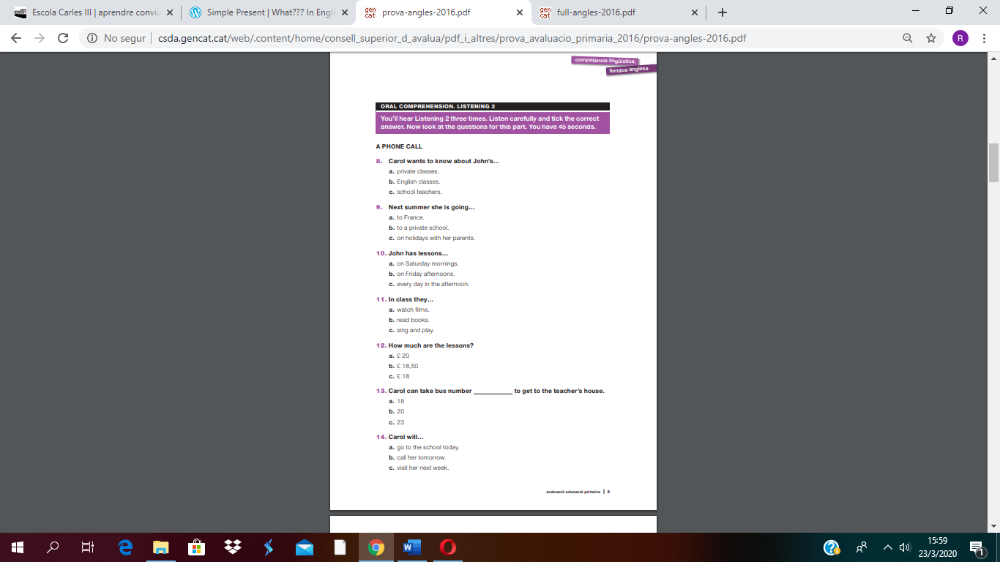 Escola Carles III | aprendre conviu
Simple Present | What??? In Engli
gen cat prova-angles-2016.pdf
gen cat full-angles-2016.pdf
No segur | csda.gencat.cat/web/.content/home/consell_superior_d_avalua/pdf_i_altres/prova_avaluacio_primaria_2016/prova-angles-2016.pdf
R
competència lingüística:
llengua anglesa
ORAL COMPREHENSION. LISTENING 2
You'll hear Listening 2 three times. Listen carefully and tick the correct
answer. Now look at the questions for this part. You have 45 seconds.
A PHONE CALL
8. Carol wants to know about John's...
a. private classes.
b. English classes.
c. school teachers.
9. Next summer she is going...
a. to France.
b. to a private school.
c. on holidays with her parents.
10. John has lessons...
a. on Saturday mornings.
b. on Friday afternoons.
c. every day in the afternoon.
11. In class they...
a. watch films.
b. read books.
c. sing and play.
12. How much are the lessons?
a. £ 20
b. £ 18,50
c. £ 18
13. Carol can take bus number ___________ to get to the teacher's house.
a. 18
b. 20
c. 23
14. Carol will...
a. go to the school today.
b. call her tomorrow.
c. visit her next week.
avaluació educació primària | 3
15:59
23/3/2020
1